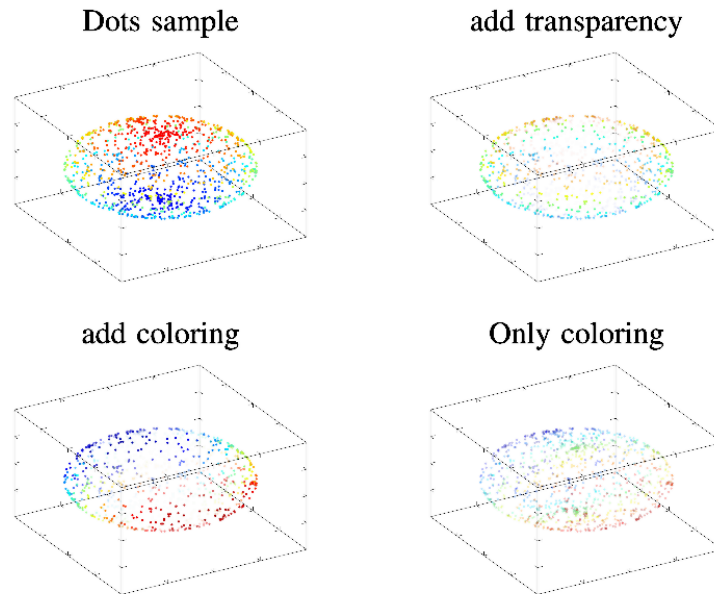 Dots sample
add transparency
add coloring
Only coloring